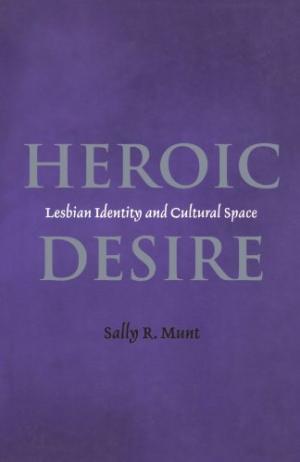 HEROIC
Lesbian Identity and Cultural Space
DESIRE
Sally R. Munt